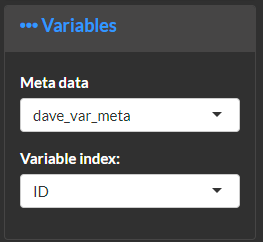 Variables
Meta data
dave_var_meta
Variable index:
ID